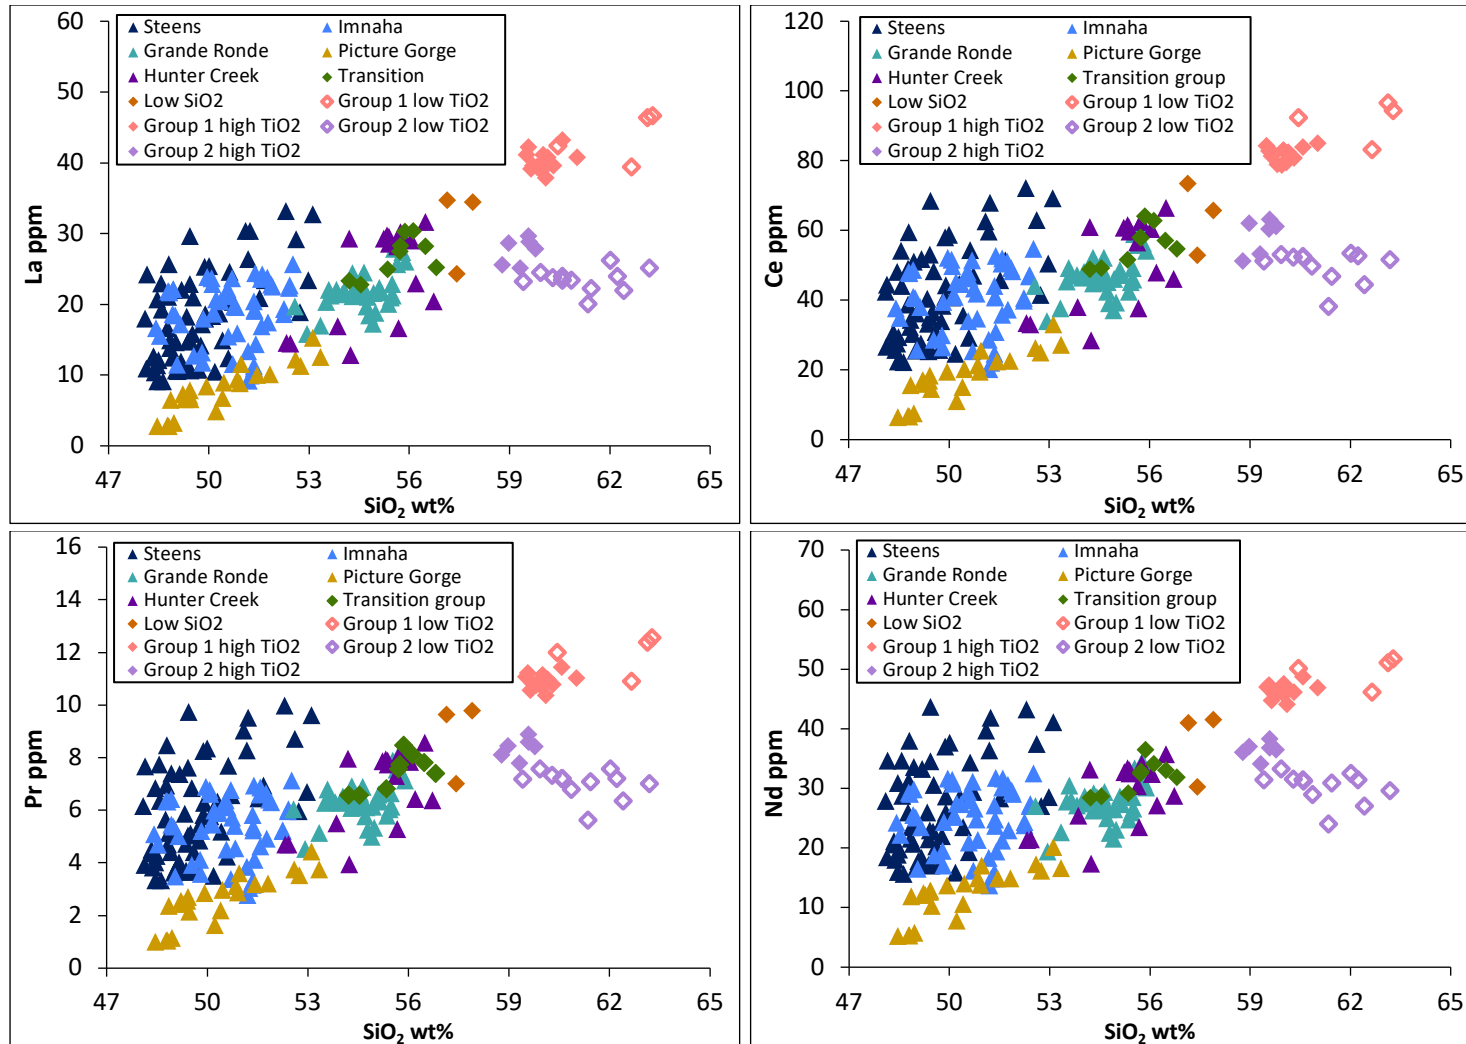 60
50
40
30
20
10
0
La ppm
Steens Imnaha
Grande Ronde Picture Gorge
Hunter Creek Transition
Low SiO2 Group 1 low TiO2
Group 1 high TiO2 Group 2 low TiO2
Group 2 high TiO2
47 50 53 56 59 62 65
SiO₂ wt%
120
100
80
60
40
20
0
Ce ppm
Steens Imnaha
Grande Ronde Picture Gorge
Hunter Creek Transition group
Low SiO2 Group 1 low TiO2
Group 1 high TiO2 Group 2 low TiO2
Group 2 high TiO2
47 50 53 56 59 62 65
SiO₂ wt%
16
14
12
10
8
6
4
2
0
Pr ppm
Steens Imnaha
Grande Ronde Picture Gorge
Hunter Creek Transition group
Low SiO2 Group 1 low TiO2
Group 1 high TiO2 Group 2 low TiO2
Group 2 high TiO2
47 50 53 56 59 62 65
SiO₂ wt%
70
60
50
40
30
20
10
0
Nd ppm
Steens Imnaha
Grande Ronde Picture Gorge
Hunter Creek Transition group
Low SiO2 Group 1 low TiO2
Group 1 high TiO2 Group 2 low TiO2
Group 2 high TiO2
47 50 53 56 59 62 65
SiO₂ wt%